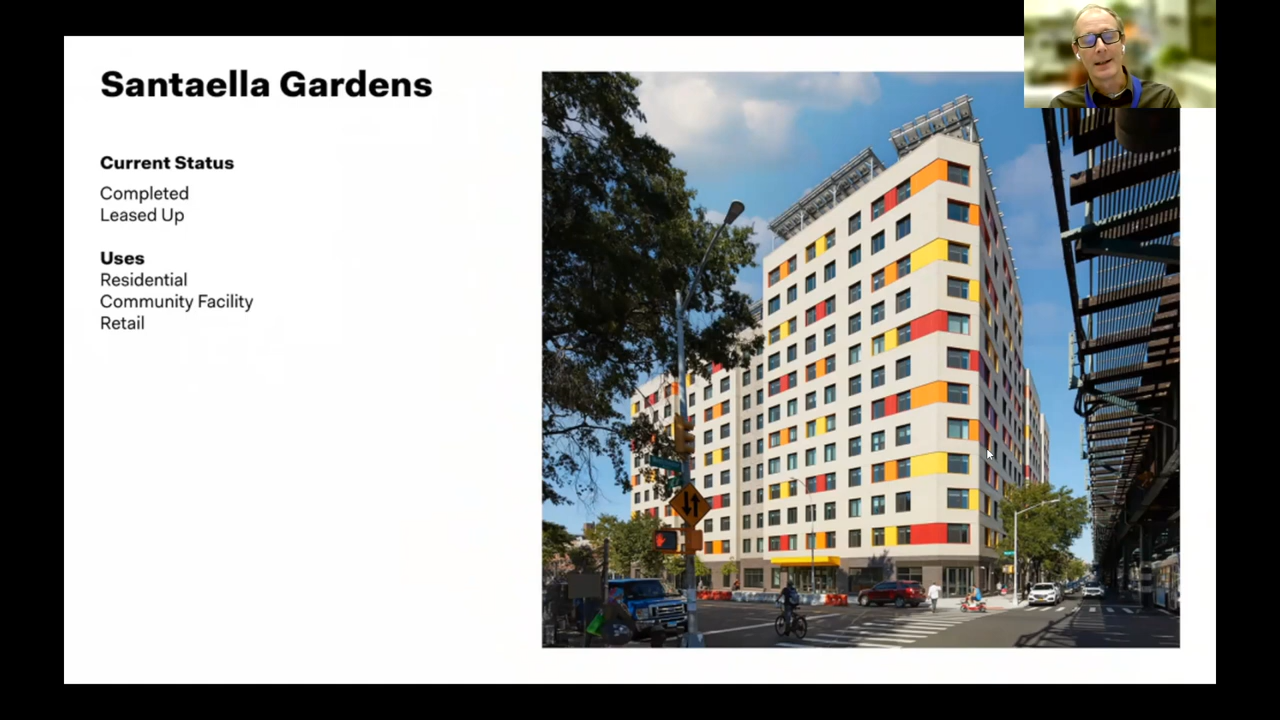 Santaella Gardens
Current Status
Completed
Leased Up
Uses
Residential
Community Facility
Retail